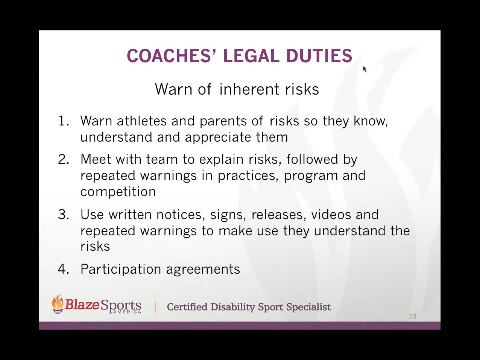 COACHES' LEGAL DUTIES
Warn of inherent risks
1. Warn athletes and parents of risks so they know,
understand and appreciate them
2. Meet with team to explain risks, followed by
repeated warnings in practices, program and
competition
3. Use written notices, signs, releases, videos and
repeated warnings to make use they understand the
risks
4. Participation agreements
BlazeSports | Certified Disability Sport Specialist
AMERICA
23